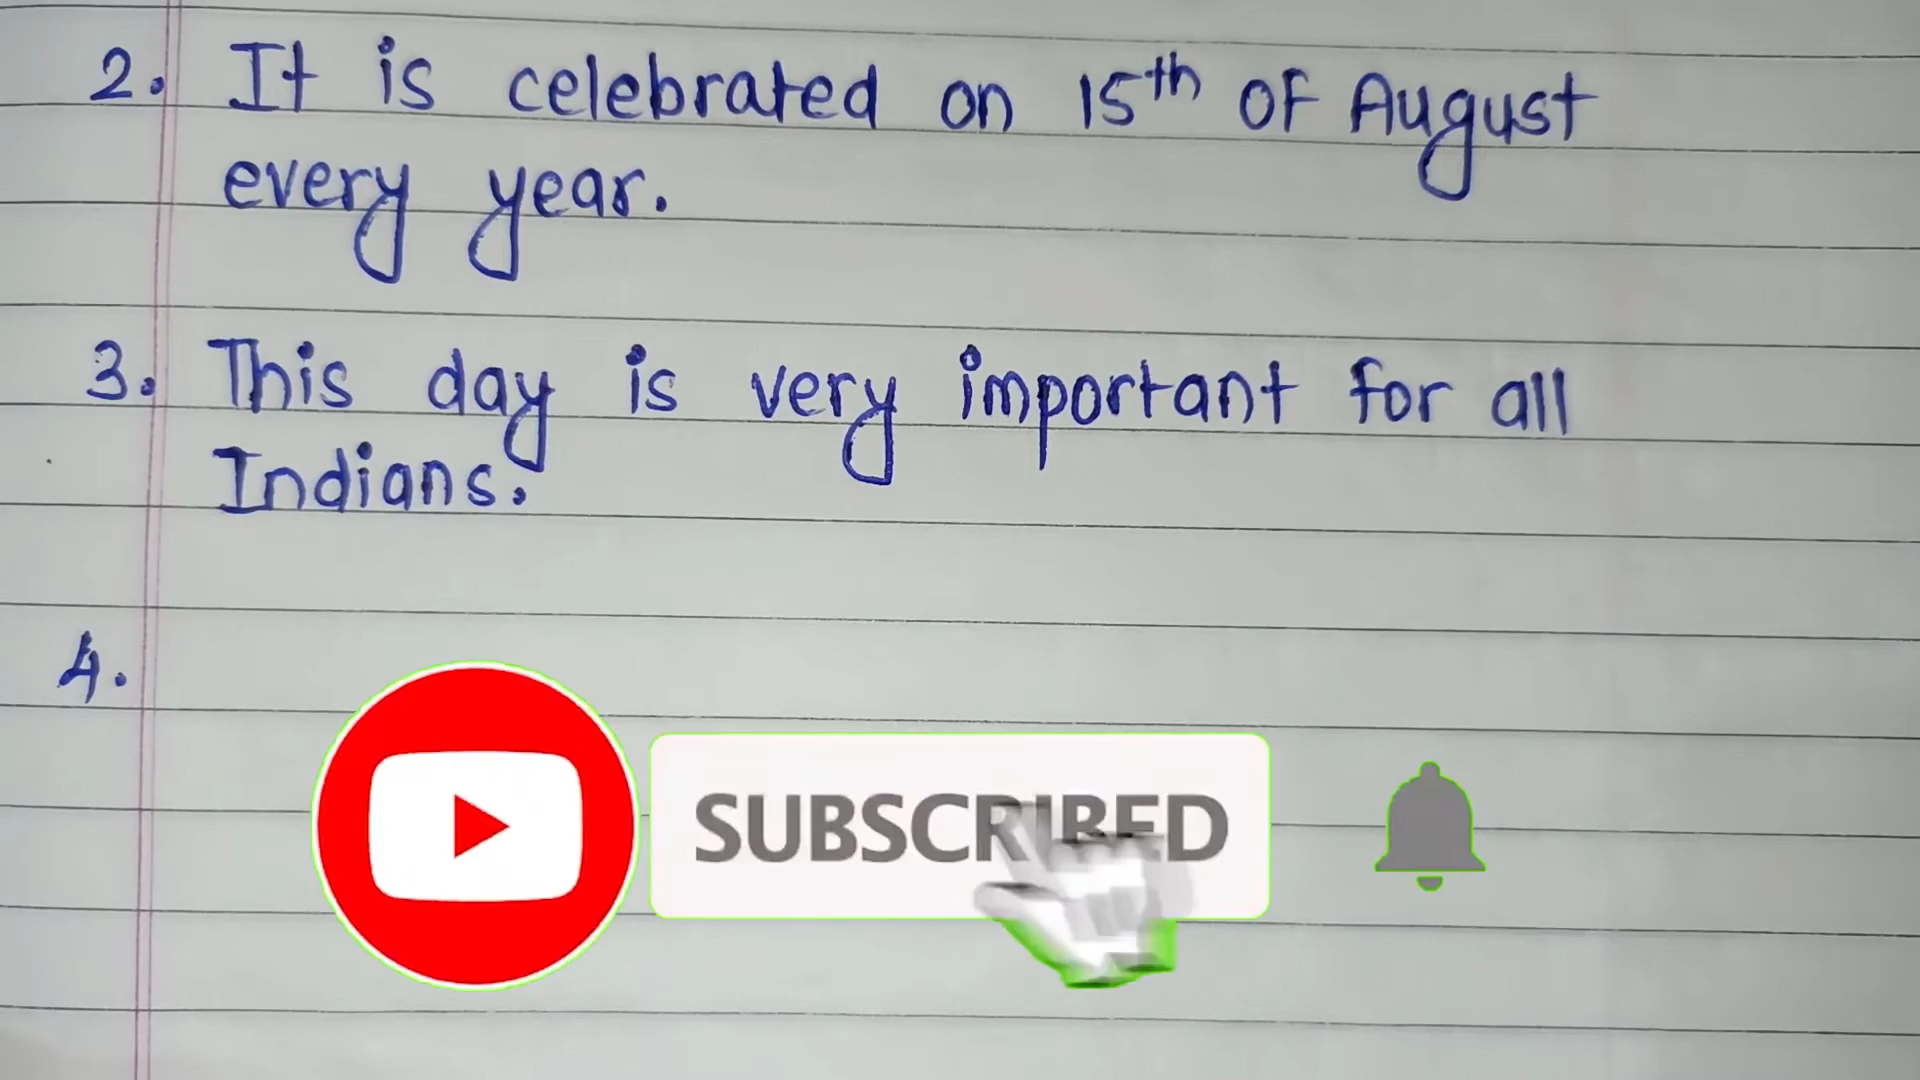 2. It is celebrated on 15th of August
every year.
3. This day is very important for all
Indians.
4.
SUBSCRIBED